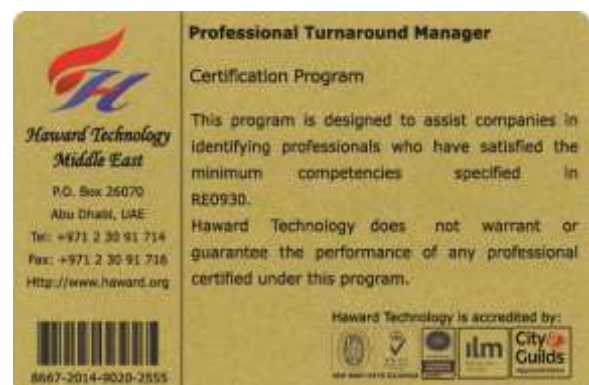 Haward Technology
Middle East
P.O. Box 26070
Abu Dhabi, UAE
Tel: +971 2 30 91 714
Fax: +971 2 30 91 716
Http://www.haward.org
8667-2014-9020-2555
Professional Turnaround Manager
Certification Program
This program is designed to assist companies in
identifying professionals who have satisfied the
minimum competencies specified in
RE0930.
Haward Technology does not warrant or
guarantee the performance of any professional
certified under this program.
Haward Technology is accredited by:
ilm
City &
Guilds